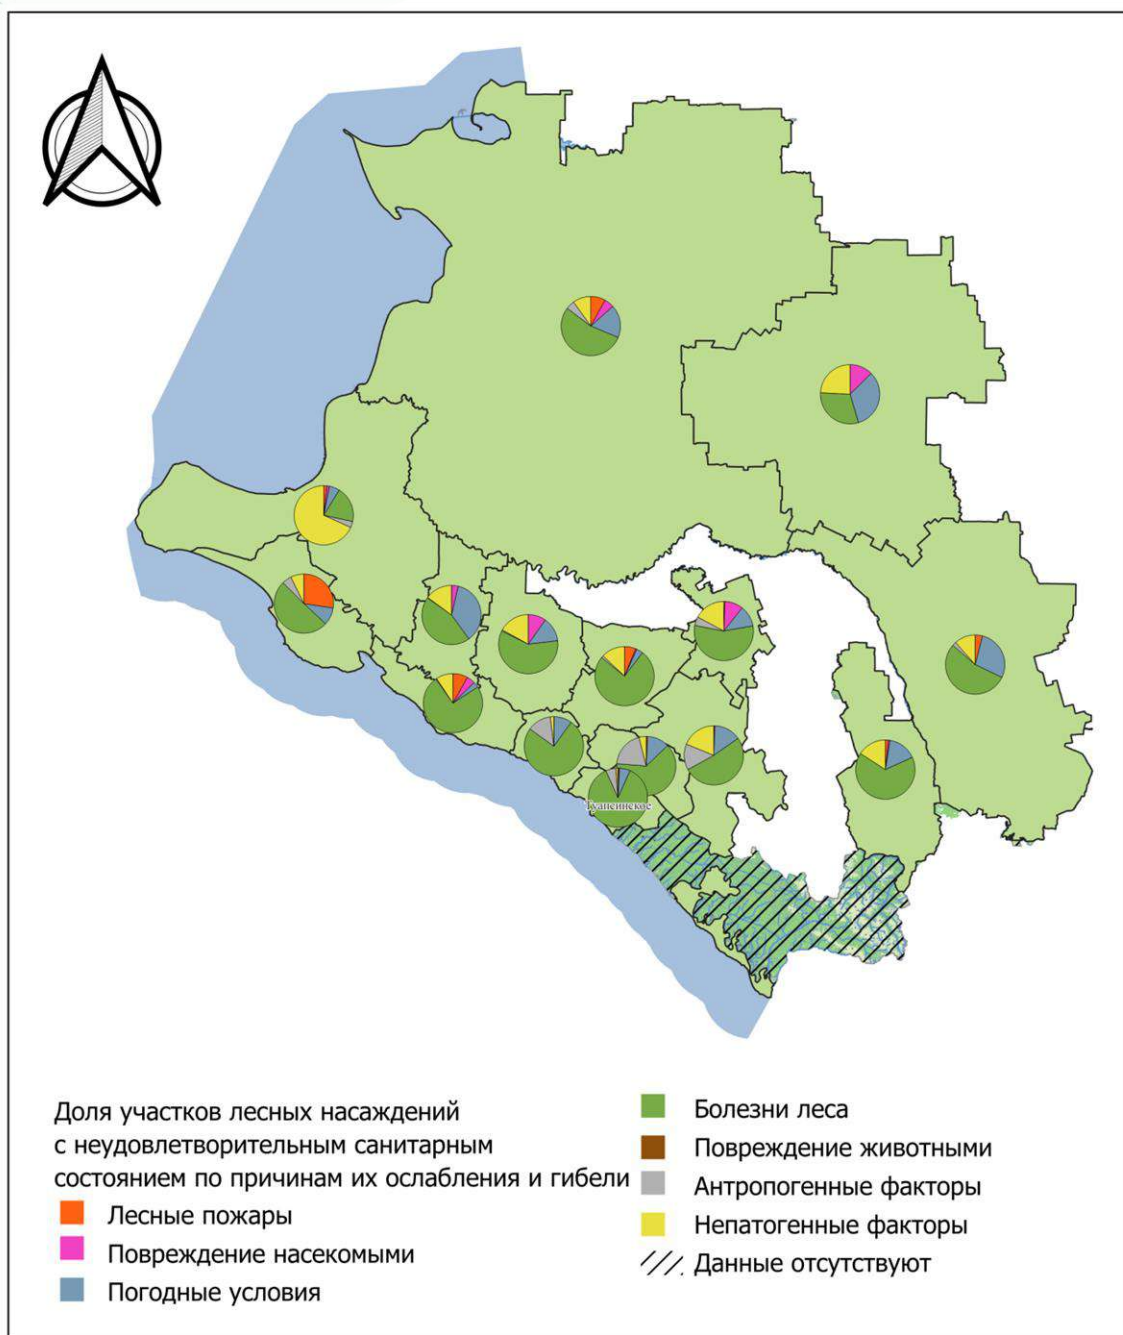 Туапсинское
Доля участков лесных насаждений
с неудовлетворительным санитарным
состоянием по причинам их ослабления и гибели
Лесные пожары
Повреждение насекомыми
Погодные условия
Болезни леса
Повреждение животными
Антропогенные факторы
Непатогенные факторы
Данные отсутствуют